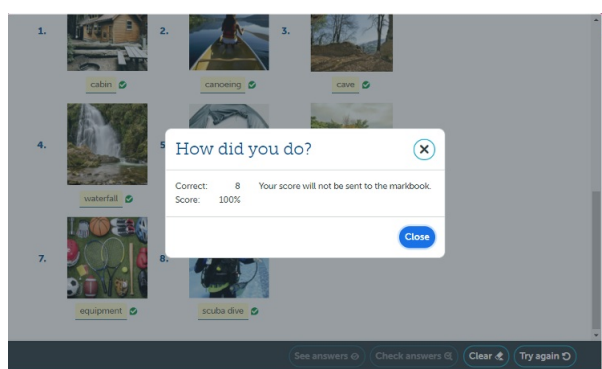 1.
2.
3.
cabin
canoeing
cave
4.
5
How did you do?
Correct: 8 Your score will not be sent to the markbook.
Score: 100%
Close
waterfall
7.
8.
equipment
scuba dive
See answers Check answers Clear Try again